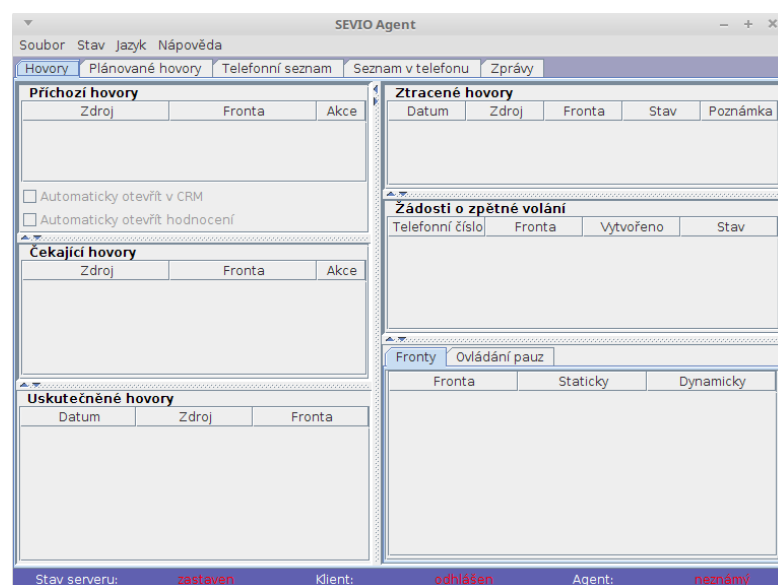 SEVIO Agent
Soubor Stav Jazyk Nápověda
Hovory Plánované hovory Telefonní seznam Seznam v telefonu Zprávy
Příchozí hovory
Zdroj Fronta Akce
Automaticky otevřít v CRM
Automaticky otevřít hodnocení
Čekající hovory
Zdroj Fronta Akce
Uskutečněné hovory
Datum Zdroj Fronta
Ztracené hovory
Datum Zdroj Fronta Stav Poznámka
Žádosti o zpětné volání
Telefonní číslo Fronta Vytvořeno Stav
Fronty Ovládání pauz
Fronta Staticky Dynamicky
Stav serveru: zastaven Klient: odhlášen Agent: neznámý